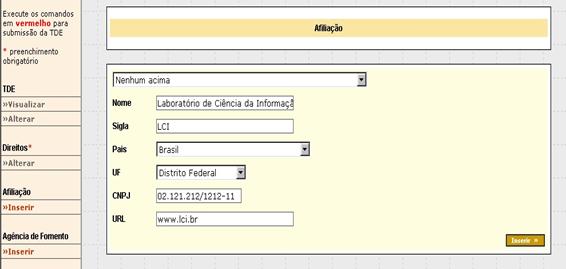 Execute os comandos
em vermelho para
submissão da TDE
* preenchimento
obrigatório
TDE
»Visualizar
»Alterar
Direitos*
»Alterar
Afiliação
»Inserir
Agência de Fomento
»Inserir
Afiliação
Nenhum acima
Nome Laboratório de Ciência da Informaçã
Sigla LCI
Pais Brasil
UF Distrito Federal
CNPJ 02.121.212/1212-11
URL www.lci.br
Inserir »